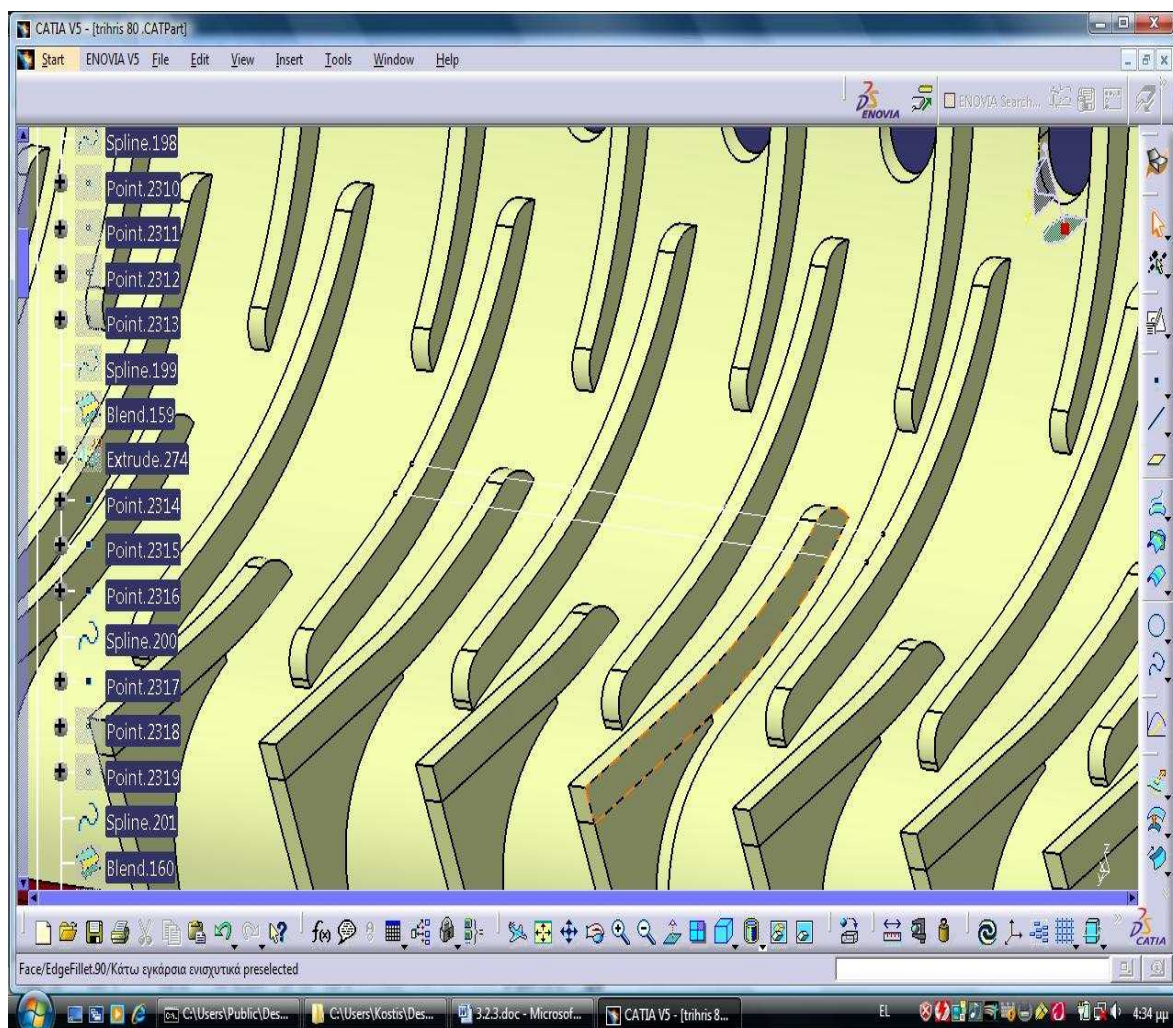 CATIA V5 - [trihris 80 .CATPart]
Start ENOVIA V5 File Edit View Insert Tools Window Help
ENOVIA
ENOVIA Search...
Spline.198
Point.2310
Point.2311
Point.2312
Point.2313
Spline.199
Blend.159
Extrude.274
Point.2314
Point.2315
Point.2316
Spline.200
Point.2317
Point.2318
Point.2319
Spline.201
Blend.160
z
f(x)
CATIA
Face/EdgeFillet.90/Κάτω εγκάρσια ενισχυτικά preselected
C:\Users\Public\Des... C:\Users\Kostis\Des... 3.2.3.doc - Microsof... CATIA V5 - [trihris 8... EL 4:34 μμ